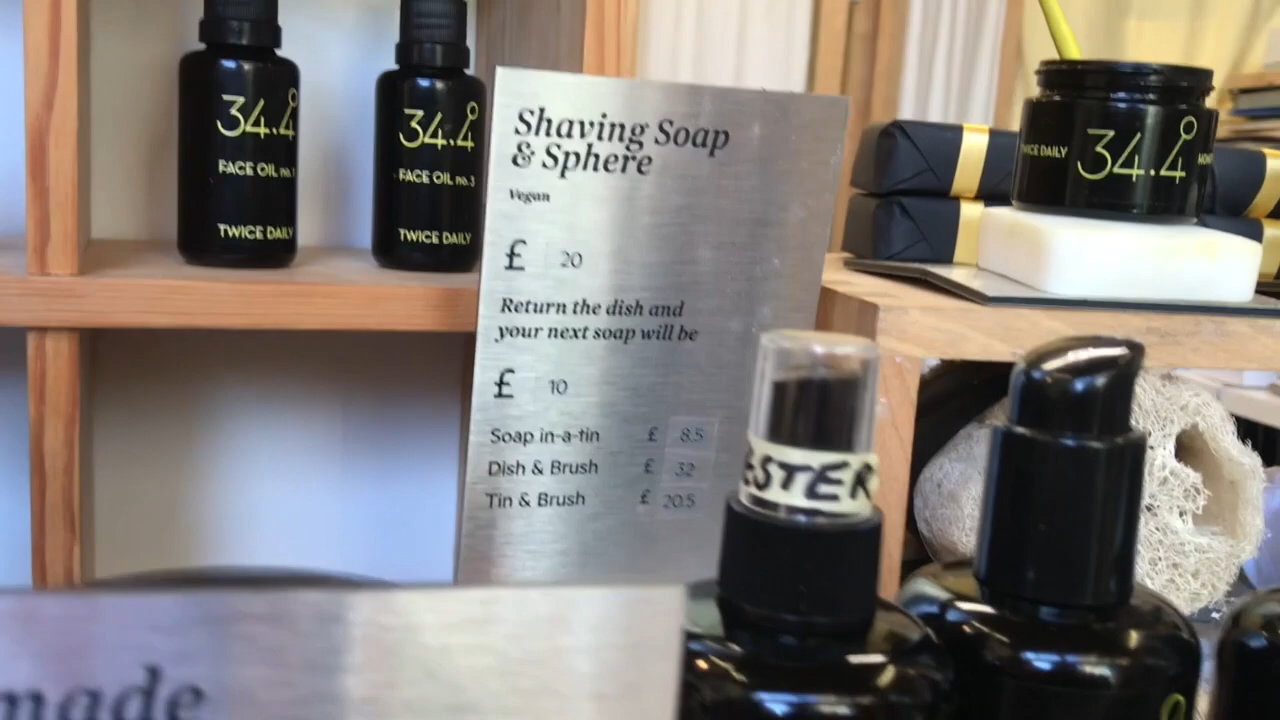 34.4
FACE OIL no.
TWICE DAILY
34.4
FACE OIL no.3
TWICE DAILY
Shaving Soap
& Sphere
Vegan
£ 20
Return the dish and
your next soap will be
£ 10
Soap in-a-tin £ 8.5
Dish & Brush £ 32
Tin & Brush £ 20.5
TWICE DAILY
34.4
ESTER
made